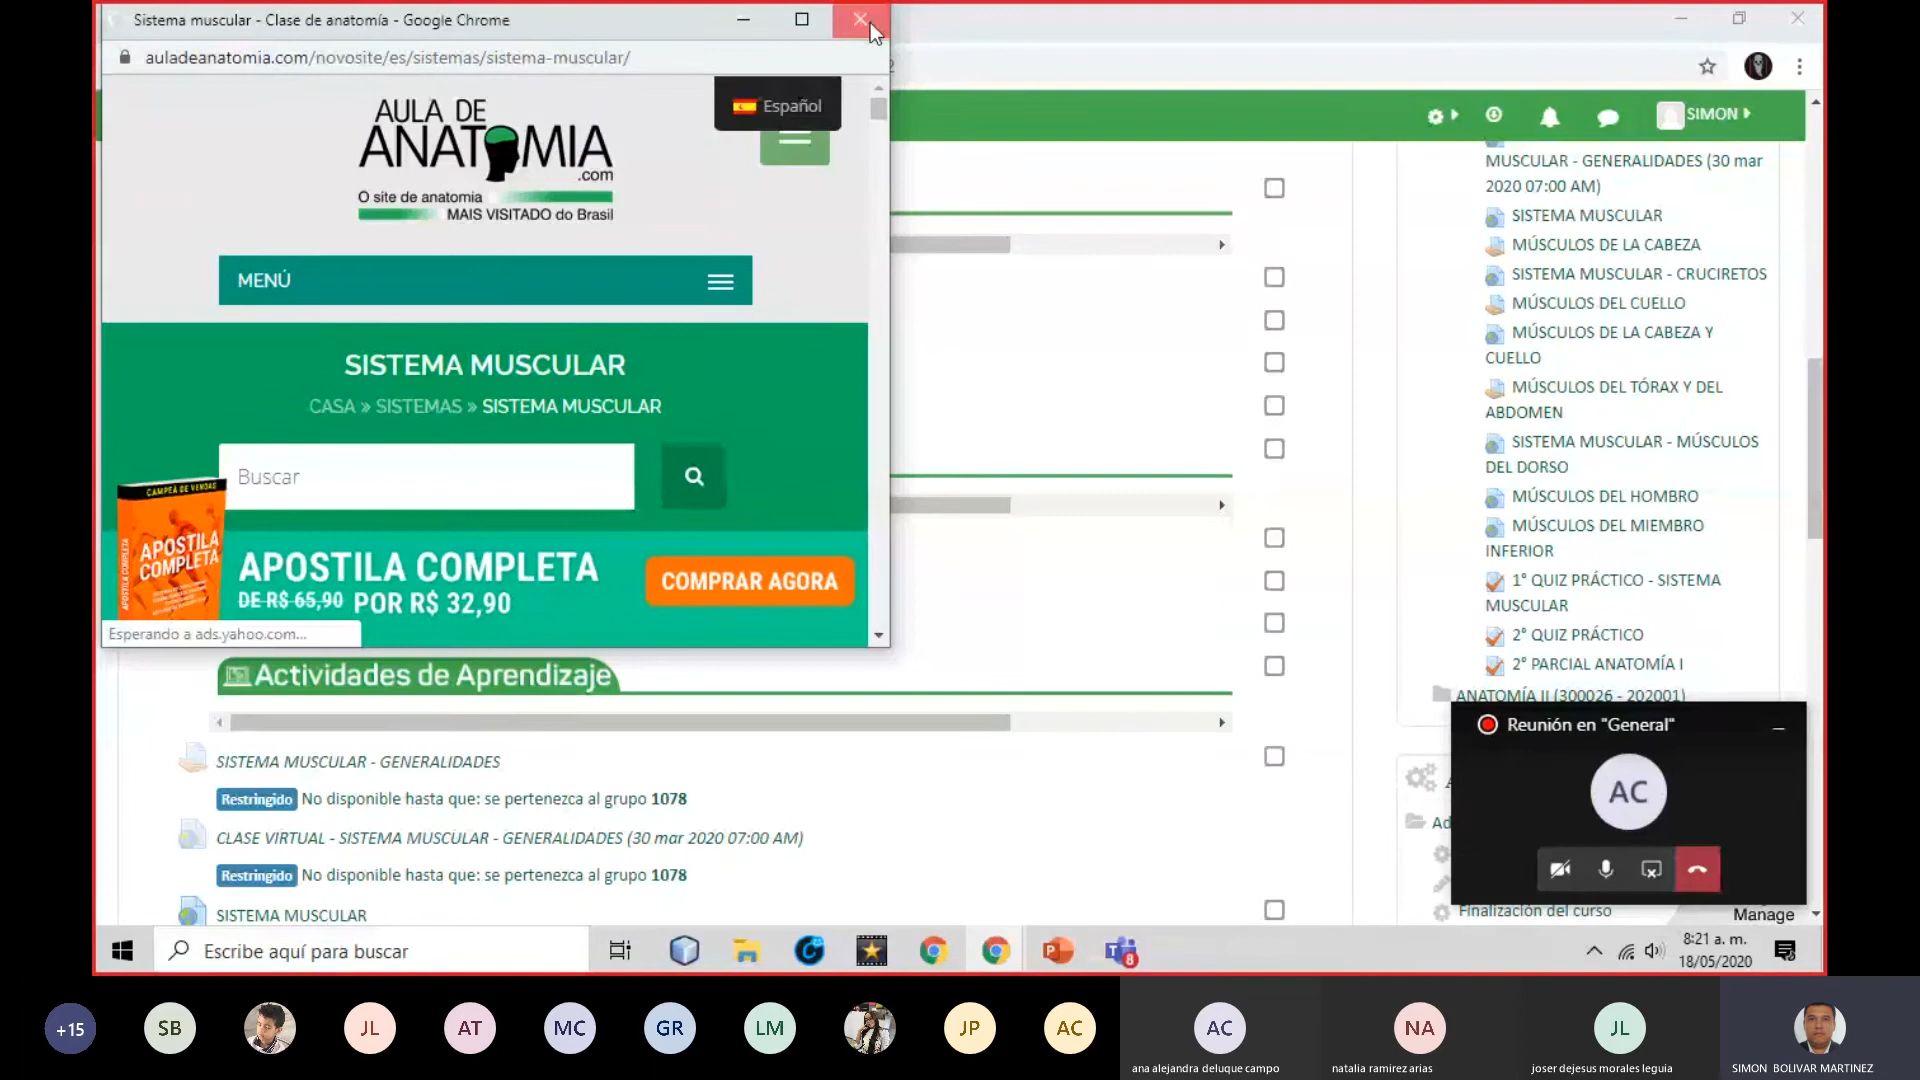 Sistema muscular - Clase de anatomía - Google Chrome
auladeanatomia.com/novosite/es/sistemas/sistema-muscular/
Español
AULA DE
ANATOMIA
.com
O site de anatomia
MAIS VISITADO do Brasil
MENÚ
SISTEMA MUSCULAR
CASA » SISTEMAS » SISTEMA MUSCULAR
Buscar
CAMPEÃ DE VENDAS
APOSTILA
COMPLETA
APOSTILA COMPLETA
APOSTILA COMPLETA
DE R$ 65,90 POR R$ 32,90
COMPRAR AGORA
Esperando a ads.yahoo.com...
SIMON
MUSCULAR - GENERALIDADES (30 mar
2020 07:00 AM)
SISTEMA MUSCULAR
MÚSCULOS DE LA CABEZA
SISTEMA MUSCULAR - CRUCIRETOS
MÚSCULOS DEL CUELLO
MÚSCULOS DE LA CABEZA Y
CUELLO
MÚSCULOS DEL TÓRAX Y DEL
ABDOMEN
SISTEMA MUSCULAR - MÚSCULOS
DEL DORSO
MÚSCULOS DEL HOMBRO
MÚSCULOS DEL MIEMBRO
INFERIOR
1° QUIZ PRÁCTICO - SISTEMA
MUSCULAR
2° QUIZ PRÁCTICO
2° PARCIAL ANATOMÍA I
ANATOMÍA II (300026 - 202001)
Actividades de Aprendizaje
SISTEMA MUSCULAR - GENERALIDADES
Restringido No disponible hasta que: se pertenezca al grupo 1078
CLASE VIRTUAL - SISTEMA MUSCULAR - GENERALIDADES (30 mar 2020 07:00 AM)
Restringido No disponible hasta que: se pertenezca al grupo 1078
SISTEMA MUSCULAR
Reunión en "General"
AC
Ad
Finalización del curso
Manage
Escribe aquí para buscar
8
8:21 a. m.
18/05/2020
+15
SB
JL
AT
MC
GR
LM
JP
AC
AC
NA
JL
ana alejandra deluque campo
natalia ramirez arias
joser dejesus morales leguia
SIMON BOLIVAR MARTINEZ